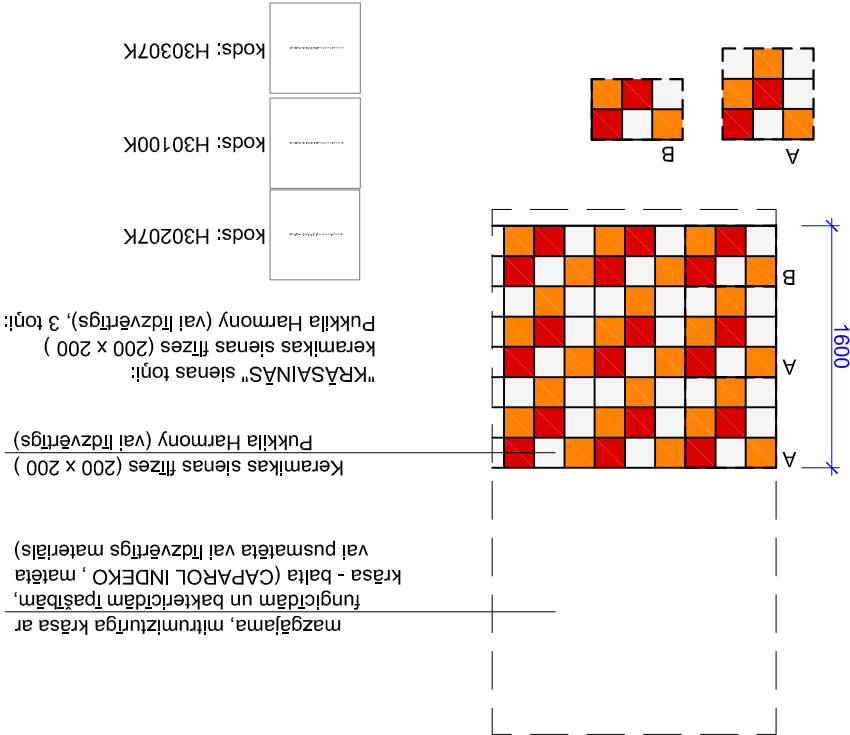 mazgājama, mitrumizturīga krāsa ar
fungicīdām un baktericīdām īpašībām,
krāsa - balta (CAPAROL INDEKO , matēta
vai pusmatēta vai līdzvērtīgs materiāls)
Keramikas sienas flīzes (200 x 200 )
Pukkila Harmony (vai līdzvērtīgs)
"KRĀSAINĀS" sienas toņi:
keramikas sienas flīzes (200 x 200 )
Pukkila Harmony (vai līdzvērtīgs), 3 toņi:
kods: H30207K
kods: H30100K
kods: H30307K
A
A
B
1600
A
B